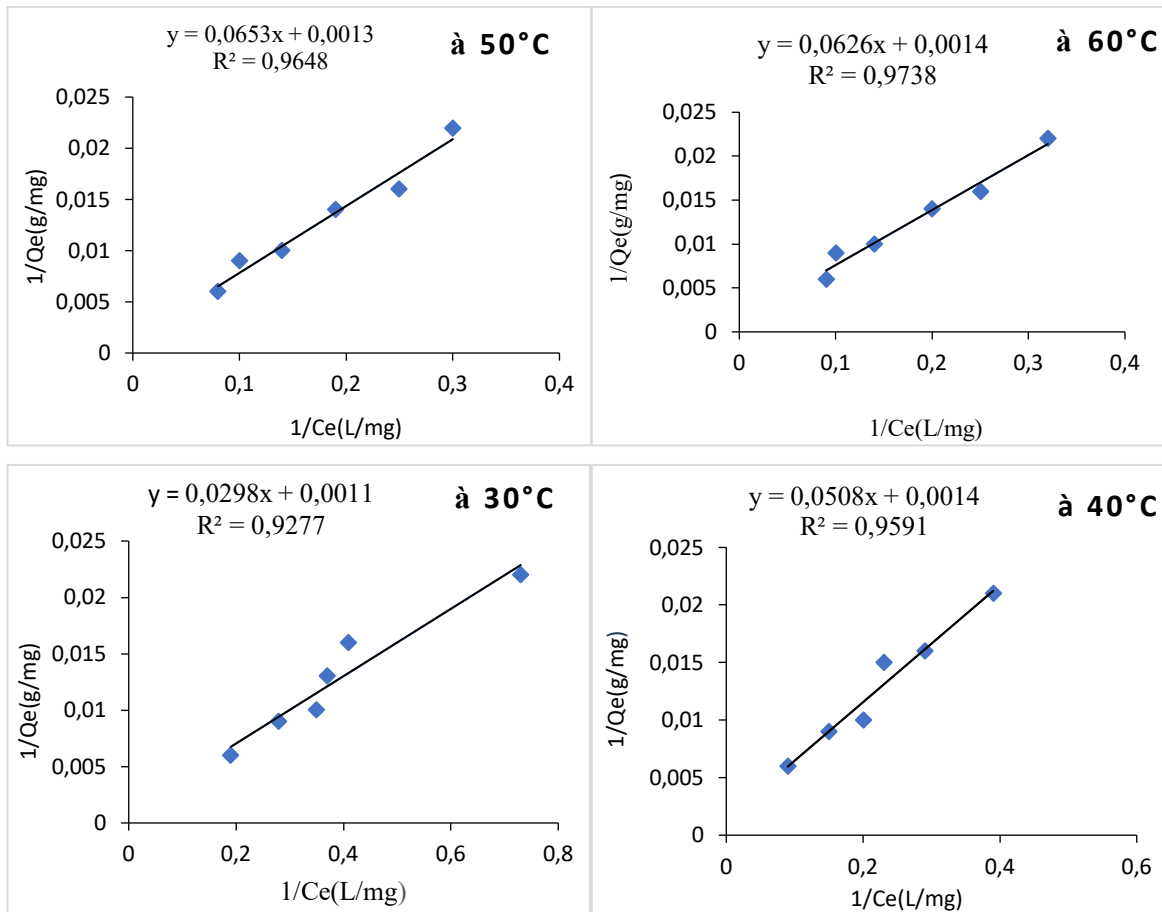 y = 0,0653x + 0,0013
R² = 0,9648
à 50°C
0,025
0,02
0,015
0,01
0,005
0
0
0,1
0,2
0,3
0,4
1/Qe(g/mg)
1/Ce(L/mg)
y = 0,0626x + 0,0014
R² = 0,9738
à 60°C
0,025
0,02
0,015
0,01
0,005
0
0
0,1
0,2
0,3
0,4
1/Qe(g/mg)
1/Ce(L/mg)
y = 0,0298x + 0,0011
R² = 0,9277
à 30°C
0,025
0,02
0,015
0,01
0,005
0
0
0,2
0,4
0,6
0,8
1/Qe(g/mg)
1/Ce(L/mg)
y = 0,0508x + 0,0014
R² = 0,9591
à 40°C
0,025
0,02
0,015
0,01
0,005
0
0
0,2
0,4
0,6
1/Qe(g/mg)
1/Ce(L/mg)